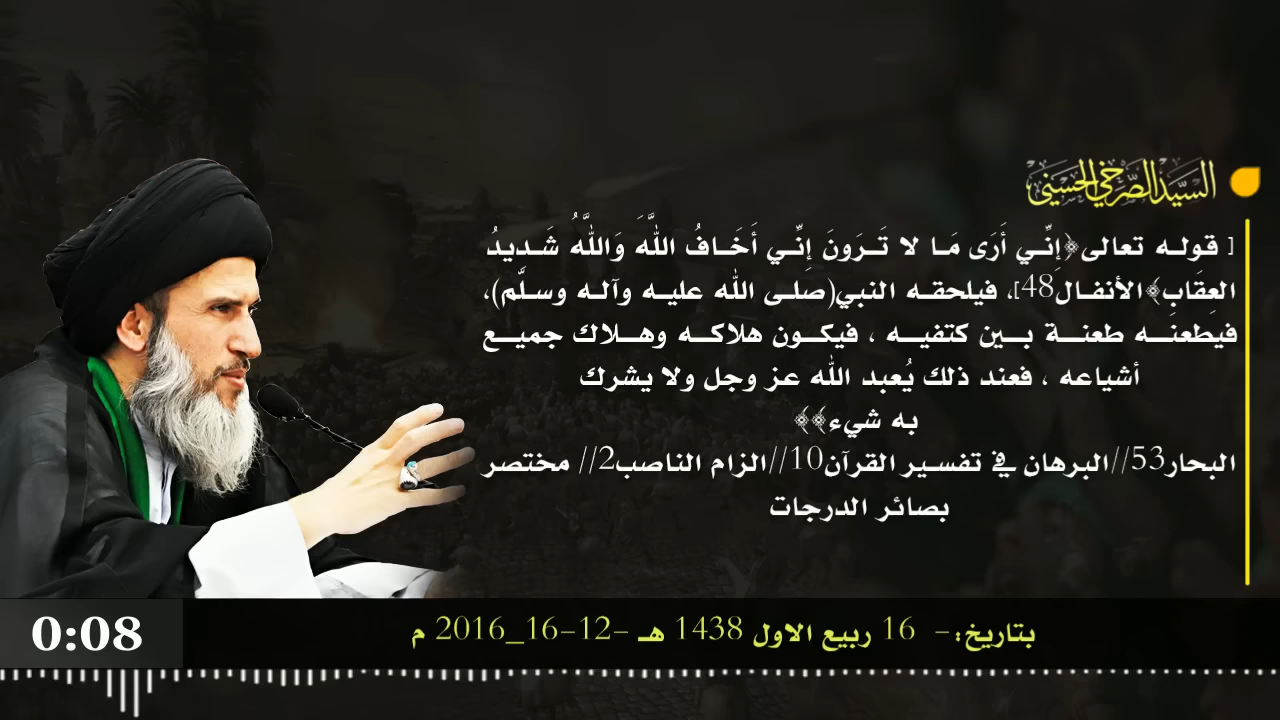 السيد الصرخي الحسني
[ قوله تعالى﴿إِنِّي أَرَى مَا لا تَرَونَ إِنِّي أَخَافُ اللَّهَ وَاللَّهُ شَديدُ
العِقَابِ﴾الأنفال48]، فيلحقه النبي(صلى الله عليه وآله وسلّم)،
فيطعنه طعنة بين كتفيه ، فيكون هلاكه وهلاك جميع
أشياعه ، فعند ذلك يُعبد الله عز وجل ولا يشرك
به شيء﴾﴾
البحار53//البرهان في تفسير القرآن10//الزام الناصب2// مختصر
بصائر الدرجات
بتاريخ:- 16 ربيع الاول 1438 هـ -12-16_2016 م
0:08